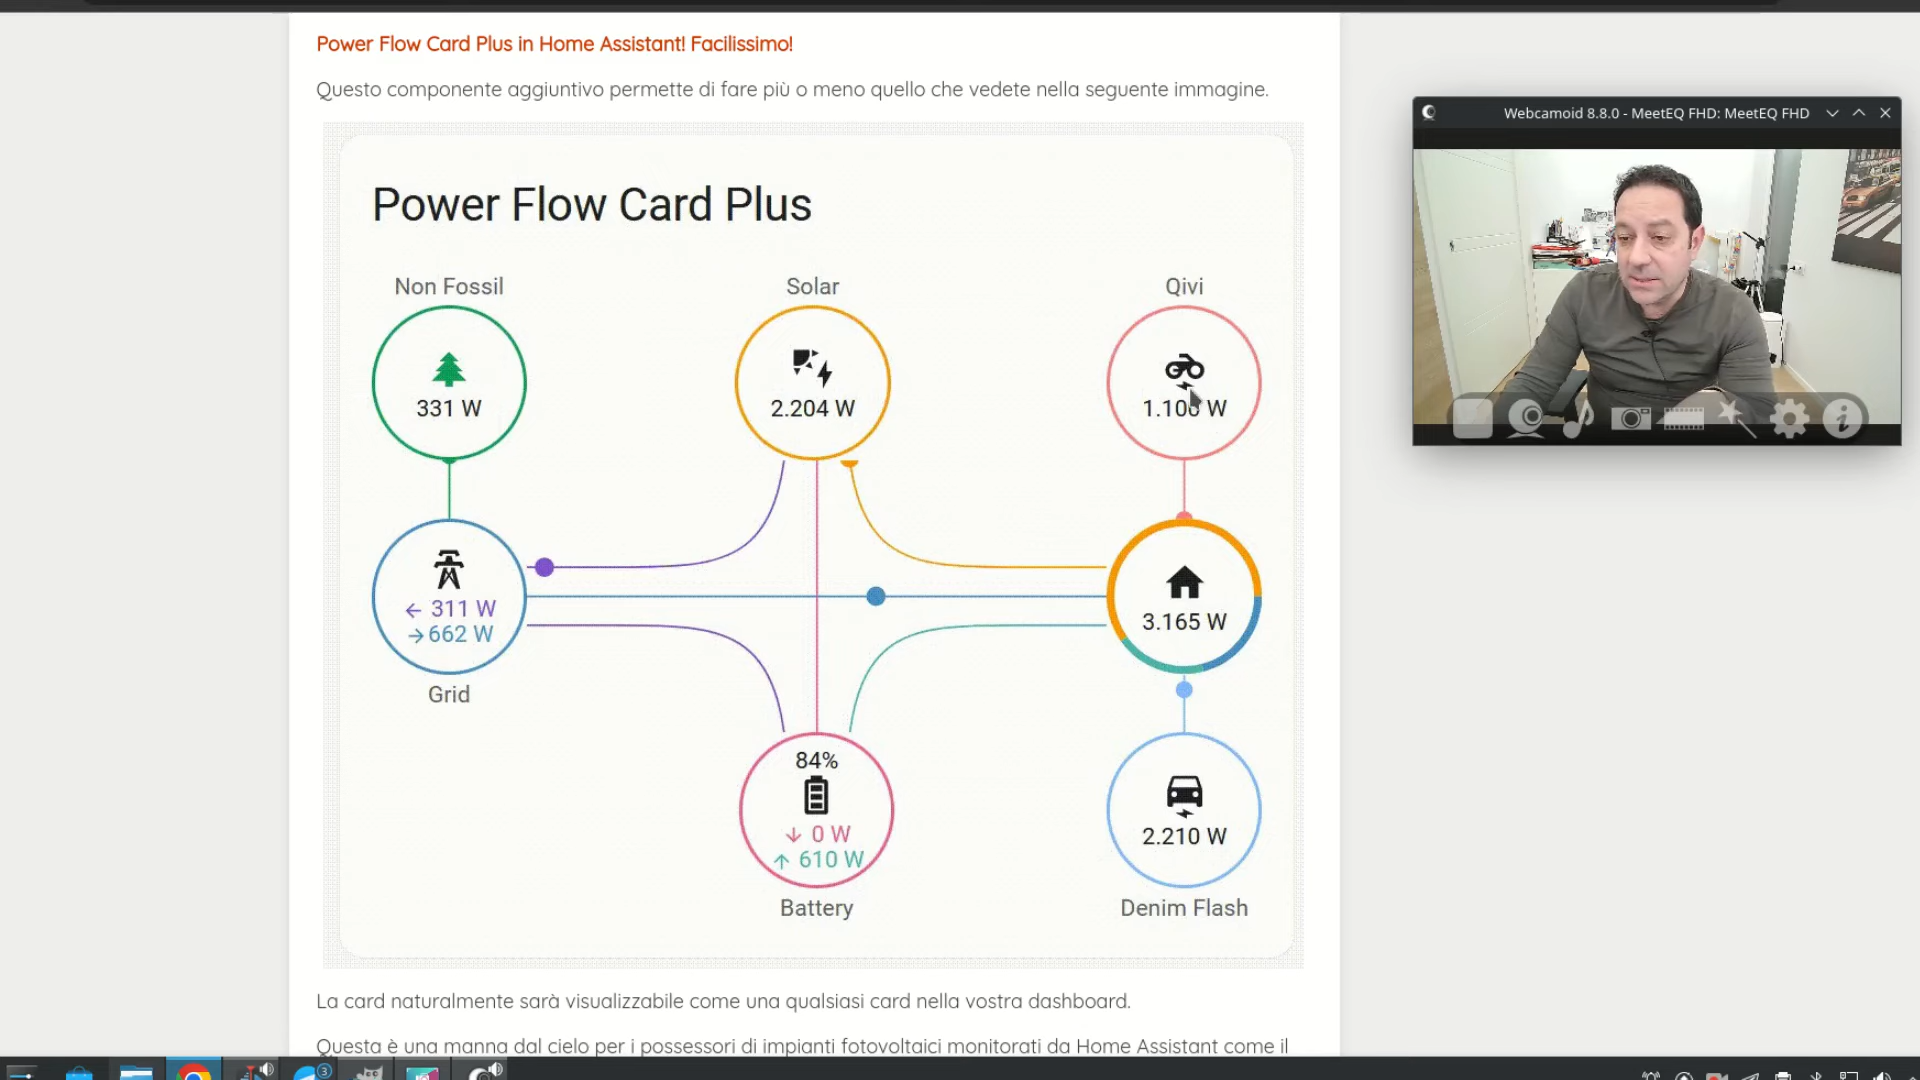 Power Flow Card Plus in Home Assistant! Facilissimo!
Questo componente aggiuntivo permette di fare più o meno quello che vedete nella seguente immagine.
Webcamoid 8.8.0 - MeetEQ FHD: MeetEQ FHD
Power Flow Card Plus
Non Fossil
Solar
Qivi
331 W
2.204 W
1.100 W
← 311 W
→ 662 W
3.165 W
Grid
84%
↓ 0 W
↑ 610 W
2.210 W
Battery
Denim Flash
La card naturalmente sarà visualizzabile come una qualsiasi card nella vostra dashboard.
Questa è una manna dal cielo per i possessori di impianti fotovoltaici monitorati da Home Assistant come il
3